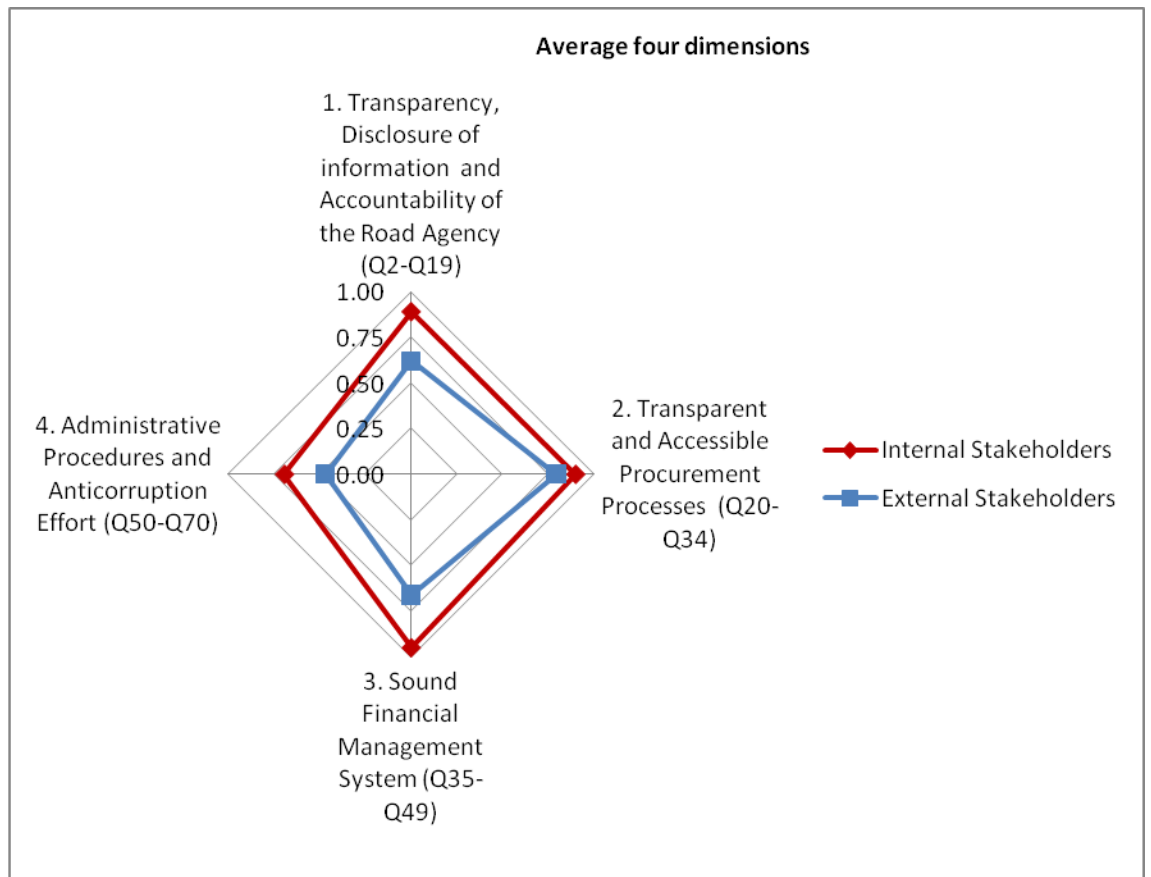 Average four dimensions
1. Transparency,
Disclosure of
information and
Accountability of
the Road Agency
(Q2-Q19)
1.00
0.75
0.50
0.25
0.00
2. Transparent
and Accessible
Procurement
Processes (Q20-
Q34)
3. Sound
Financial
Management
System (Q35-
Q49)
4. Administrative
Procedures and
Anticorruption
Effort (Q50-Q70)
Internal Stakeholders
External Stakeholders